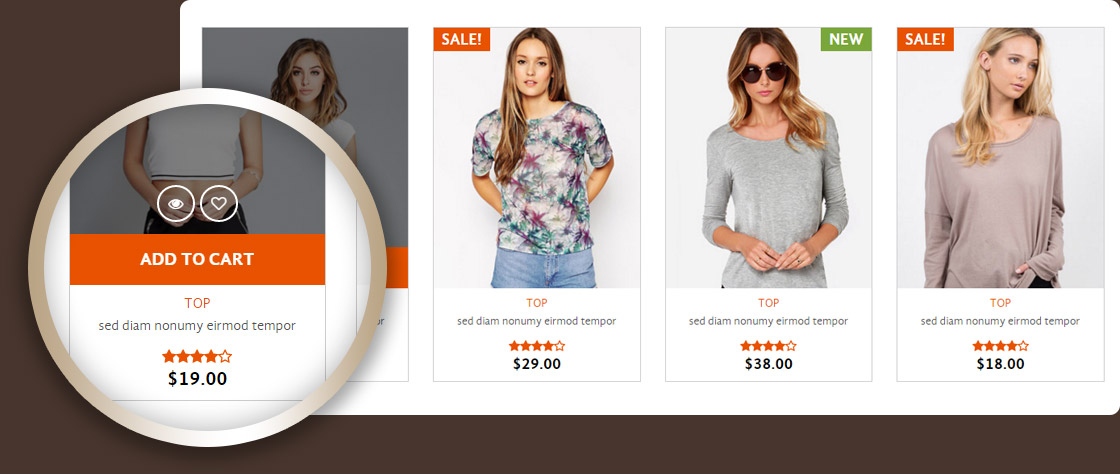 ADD TO CART
TOP
sed diam nonumy eirmod tempor
$19.00
SALE!
TOP
sed diam nonumy eirmod tempor
$29.00
NEW
TOP
sed diam nonumy eirmod tempor
$38.00
SALE!
TOP
sed diam nonumy eirmod tempor
$18.00